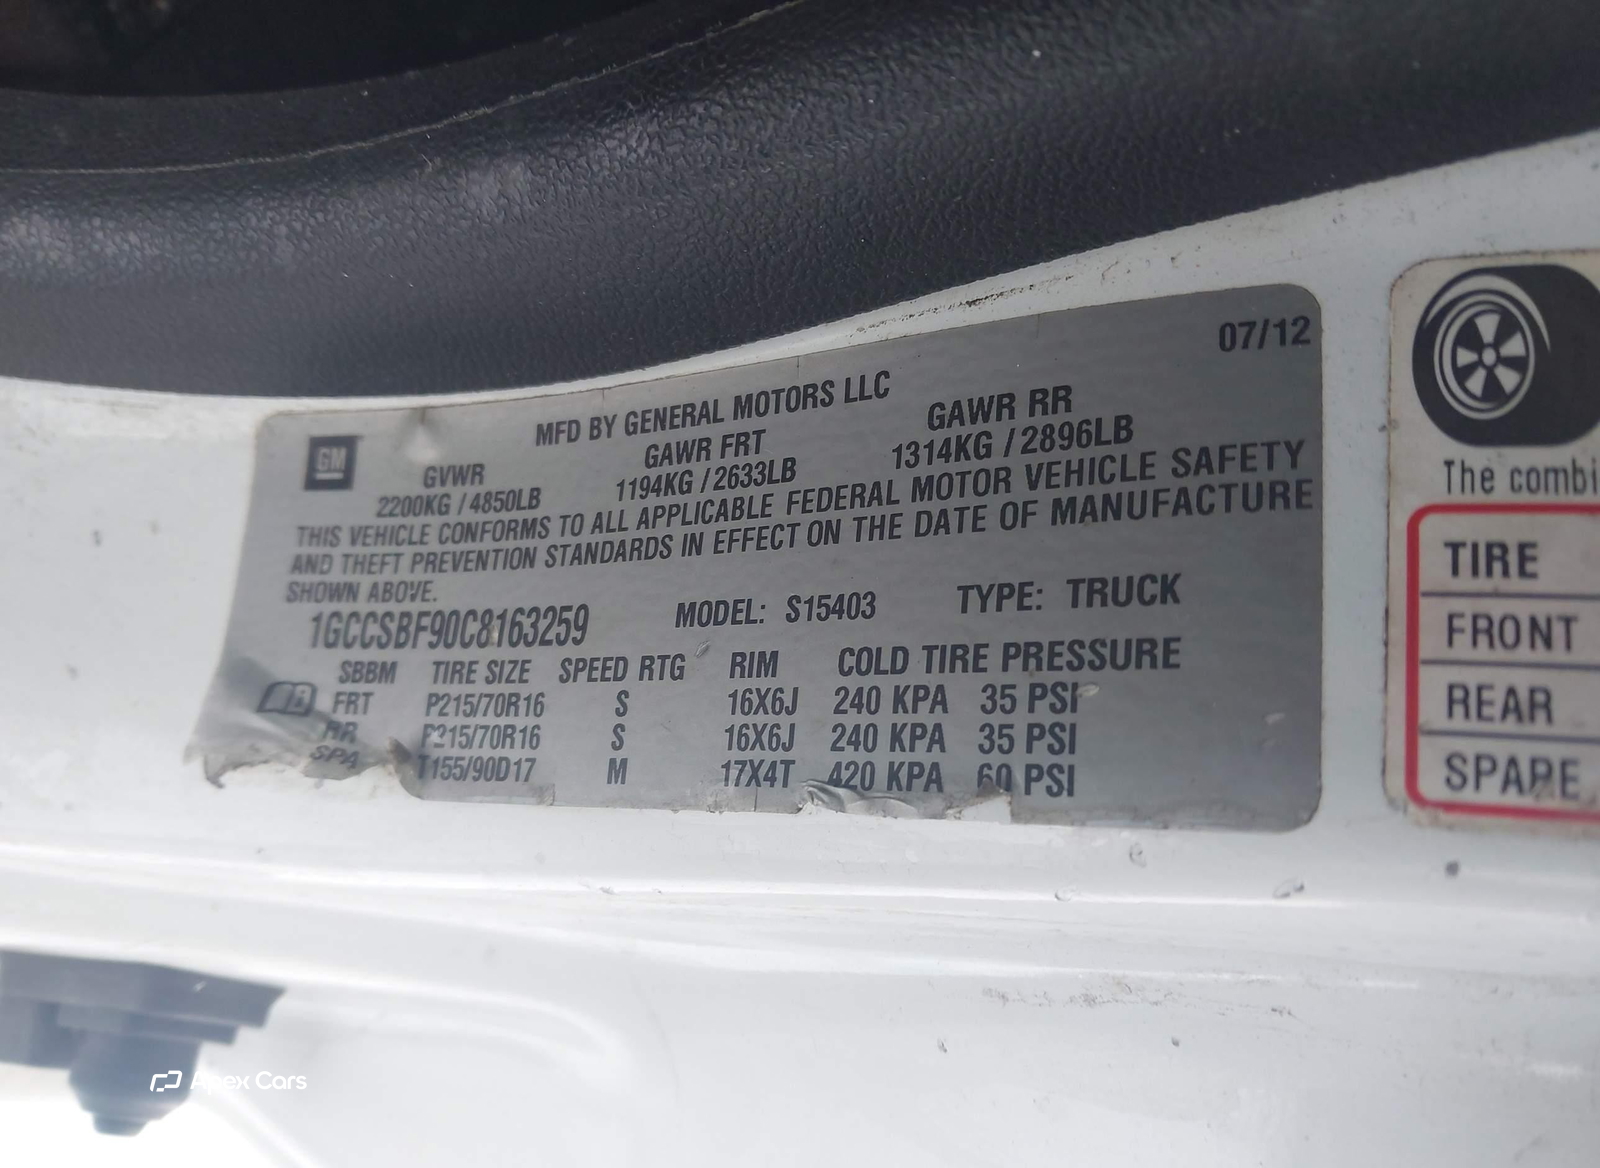 07/12
MFD BY GENERAL MOTORS LLC
GM
GVWR GAWR FRT GAWR RR
2200KG / 4850LB 1194KG / 2633LB 1314KG / 2896LB
THIS VEHICLE CONFORMS TO ALL APPLICABLE FEDERAL MOTOR VEHICLE SAFETY
AND THEFT PREVENTION STANDARDS IN EFFECT ON THE DATE OF MANUFACTURE
SHOWN ABOVE.
1GCCSBF90C8163259 MODEL: S15403 TYPE: TRUCK
SBBM TIRE SIZE SPEED RTG RIM COLD TIRE PRESSURE
FRT P215/70R16 S 16X6J 240 KPA 35 PSI
RR P215/70R16 S 16X6J 240 KPA 35 PSI
SPA T155/90D17 M 17X4T 420 KPA 60 PSI
The combi
TIRE
FRONT
REAR
SPARE
Apex Cars